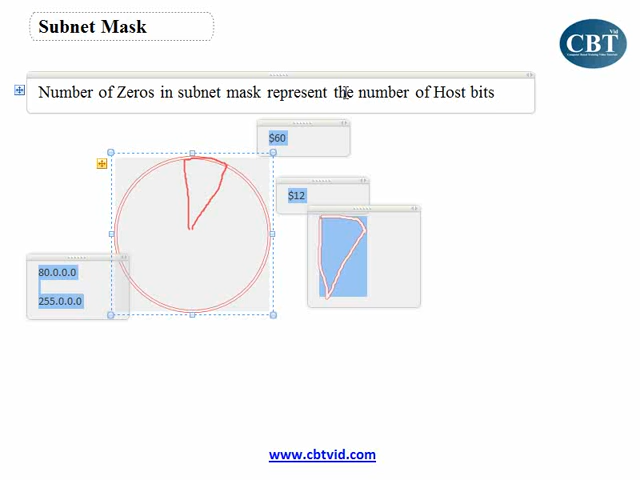 Subnet Mask
CBT Vid
Number of Zeros in subnet mask represent the number of Host bits
$60
$12
80.0.0.0
255.0.0.0
www.cbtvid.com